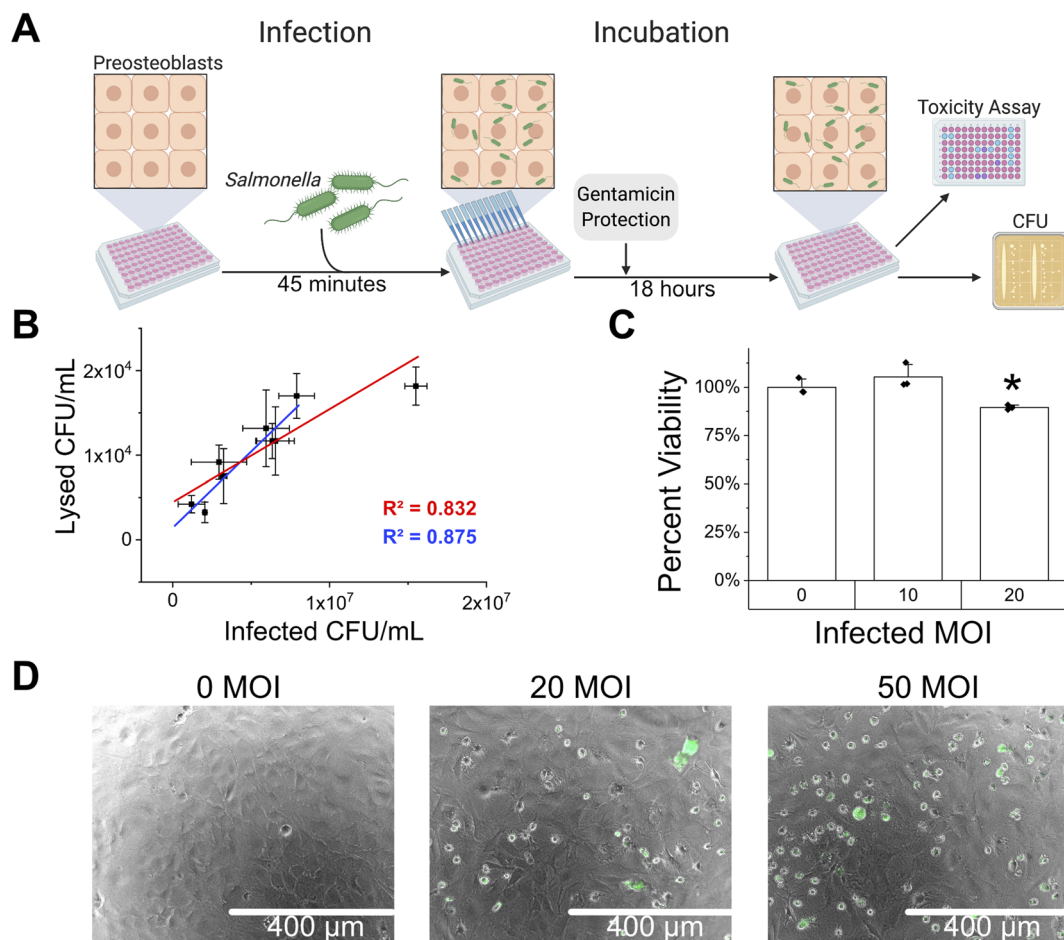 A
Infection
Incubation
Preosteoblasts
Salmonella
45 minutes
Gentamicin
Protection
18 hours
Toxicity Assay
CFU
B
Lysed CFU/mL
2x10⁴
1x10⁴
0
R² = 0.832
R² = 0.875
0
1x10⁷
2x10⁷
Infected CFU/mL
C
Percent Viability
100%
75%
50%
25%
0%
*
0
10
20
Infected MOI
D
0 MOI
20 MOI
50 MOI
400 µm
400 µm
400 µm